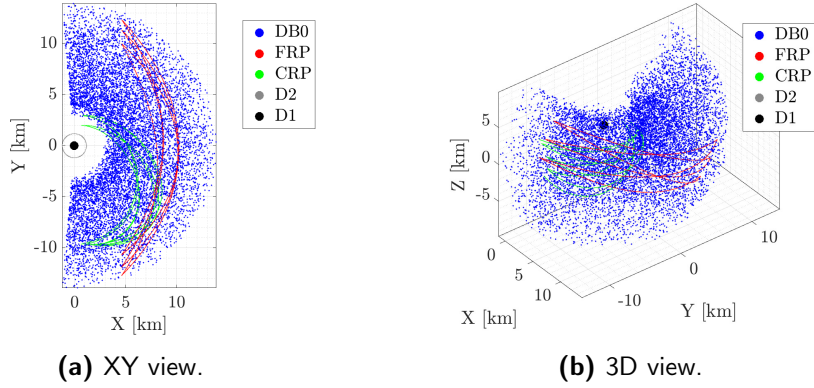 10
5
0
-5
-10
Y [km]
0
5
10
X [km]
DB0
FRP
CRP
D2
D1
(a) XY view.
5
0
-5
Z [km]
0
5
10
X [km]
-10
0
10
Y [km]
DB0
FRP
CRP
D2
D1
(b) 3D view.